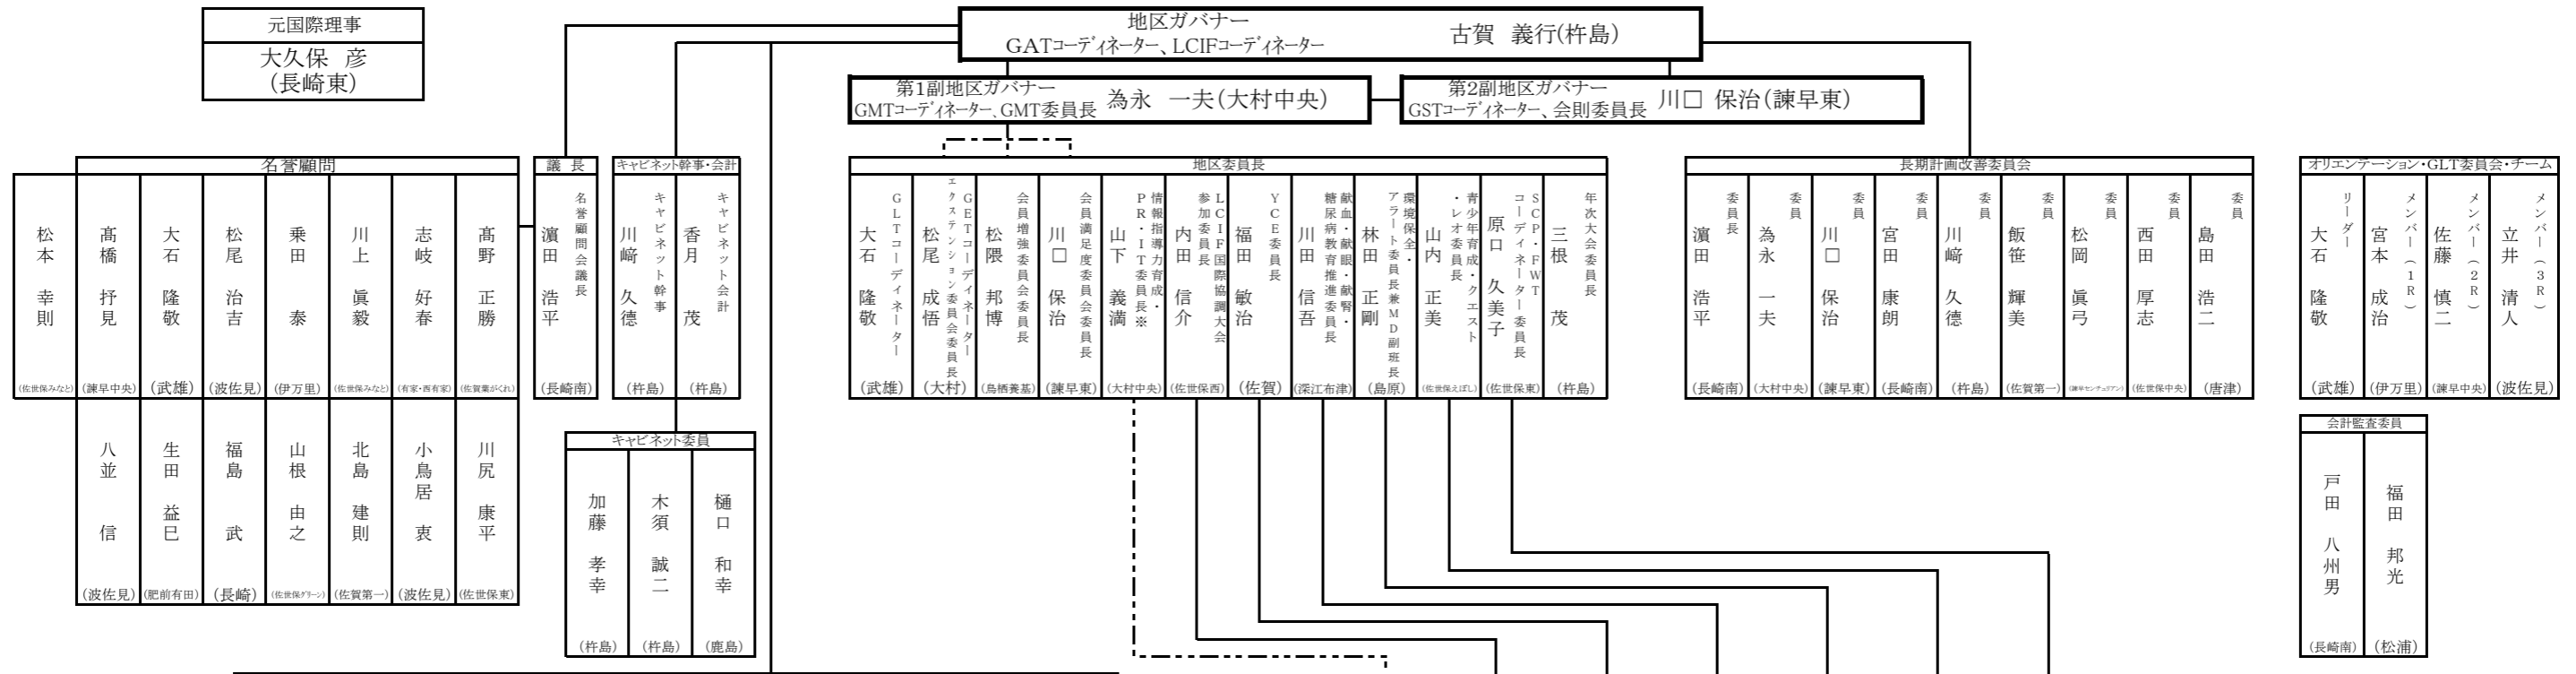 元国際理事
大久保 彦
(長崎東)
地区ガバナー
GATコーディネーター、LCIFコーディネーター
古賀 義行(杵島)
第1副地区ガバナー
GMTコーディネーター、GMT委員長
為永 一夫(大村中央)
第2副地区ガバナー
GSTコーディネーター、会則委員長
川口 保治(諫早東)
名誉顧問
松本 幸則
(佐世保みなと)
髙橋 抒見
(諫早中央)
大石 隆敬
(武雄)
松尾 治吉
(波佐見)
乗田 泰
(伊万里)
川上 眞毅
(佐世保みなと)
志岐 好春
(有家・西有家)
髙野 正勝
(佐賀葉がくれ)
八並 信
(波佐見)
生田 益巳
(肥前有田)
福島 武
(長崎)
山根 由之
(佐世保グリーン)
北島 建則
(佐賀第一)
小鳥居 衷
(波佐見)
川尻 康平
(佐世保東)
議長
名誉顧問会議長
濵田 浩平
(長崎南)
キャビネット幹事・会計
キャビネット幹事
川﨑 久德
(杵島)
キャビネット会計
香月 茂
(杵島)
キャビネット委員
加藤 孝幸
(杵島)
木須 誠二
(杵島)
樋口 和幸
(鹿島)
地区委員長
GLTコーディネーター
大石 隆敬
(武雄)
GETコーディネーター
エクステンション委員会委員長
松尾 成悟
(大村)
会員増強委員会委員長
松隈 邦博
(鳥栖養基)
会員満足度委員会委員長
川口 保治
(諫早東)
情報指導力育成・
PR・IT委員長※
山下 義満
(大村中央)
LCIF国際協調大会
参加委員長
内田 信介
(佐世保西)
YCE委員長
福田 敏治
(佐賀)
献血・献眼・献腎・
糖尿病教育推進委員長
川田 信吾
(深江布津)
環境保全・
アラート委員長兼MD副班長
林田 正剛
(島原)
青少年育成・クエスト
・レオ委員長
山内 正美
(佐世保えぼし)
SCP・FWT
コーディネーター委員長
原口 久美子
(佐世保東)
年次大会委員長
三根 茂
(杵島)
長期計画改善委員会
委員長
濵田 浩平
(長崎南)
委員
為永 一夫
(大村中央)
委員
川口 保治
(諫早東)
委員
宮田 康朗
(長崎南)
委員
川﨑 久德
(杵島)
委員
飯笹 輝美
(佐賀第一)
委員
松岡 眞弓
(諫早センチュリアン)
委員
西田 厚志
(佐世保中央)
委員
島田 浩二
(唐津)
オリエンテーション・GLT委員会・チーム
リーダー
大石 隆敬
(武雄)
メンバー(1R)
宮本 成治
(伊万里)
メンバー(2R)
佐藤 慎二
(諫早中央)
メンバー(3R)
立井 清人
(波佐見)
会計監査委員
戸田 八州男
(長崎南)
福田 邦光
(松浦)